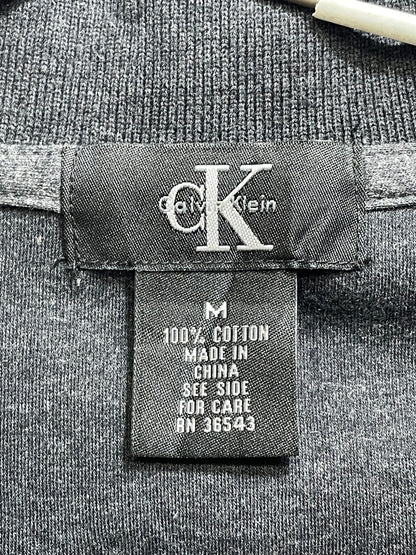 cK
Calvin Klein
M
100% COTTON
MADE IN
CHINA
SEE SIDE
FOR CARE
RN 36543